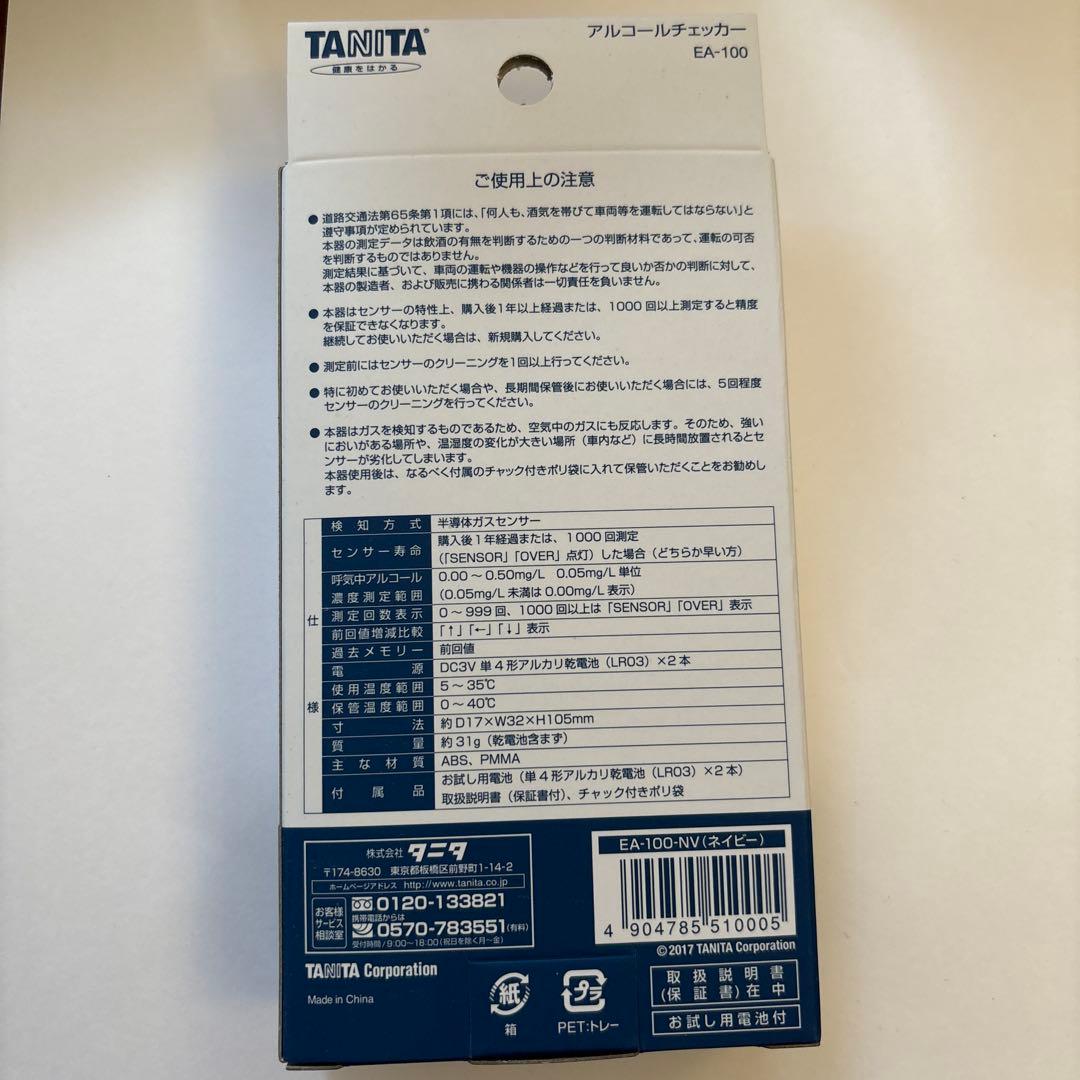 TANITA®
健康をはかる
アルコールチェッカー
EA-100
ご使用上の注意
● 道路交通法第65条第1項には、「何人も、酒気を帯びて車両等を運転してはならない」と
遵守事項が定められています。
本器の測定データは飲酒の有無を判断するための一つの判断材料であって、運転の可否
を判断するものではありません。
測定結果に基づいて、車両の運転や機器の操作などを行って良いか否かの判断に対して、
本器の製造者、および販売に携わる関係者は一切責任を負いません。
● 本器はセンサーの特性上、購入後1年以上経過または、1000回以上測定すると精度
を保証できなくなります。
継続してお使いいただく場合は、新規購入してください。
● 測定前にはセンサーのクリーニングを1回以上行ってください。
● 特に初めてお使いいただく場合や、長期間保管後にお使いいただく場合には、5回程度
センサーのクリーニングを行ってください。
● 本器はガスを検知するものであるため、空気中のガスにも反応します。そのため、強い
においがある場所や、温湿度の変化が大きい場所（車内など）に長時間放置されるとセ
ンサーが劣化してしまいます。
本器使用後は、なるべく付属のチャック付きポリ袋に入れて保管いただくことをお勧めし
ます。
仕様
検知方式 半導体ガスセンサー
センサー寿命 購入後1年経過または、1000回測定
（「SENSOR」「OVER」点灯）した場合（どちらか早い方）
呼気中アルコール 0.00～0.50mg/L 0.05mg/L単位
濃度測定範囲 （0.05mg/L未満は0.00mg/L表示）
測定回数表示 0～999回、1000回以上は「SENSOR」「OVER」表示
前回値増減比較 「↑」「←」「↓」表示
過去メモリー 前回値
電源 DC3V 単4形アルカリ乾電池（LR03）×2本
使用温度範囲 5～35℃
保管温度範囲 0～40℃
寸法 約D17×W32×H105mm
質量 約31g（乾電池含まず）
主な材質 ABS、PMMA
付属品 お試し用電池（単4形アルカリ乾電池（LR03）×2本）
取扱説明書（保証書付）、チャック付きポリ袋
株式会社 タニタ
〒174-8630 東京都板橋区前野町1-14-2
ホームページアドレス http://www.tanita.co.jp
お客様
サービス
相談室
0120-133821
携帯電話からは
0570-783551（有料）
受付時間/9:00～18:00（祝日を除く月～金）
TANITA Corporation
Made in China
EA-100-NV（ネイビー）
4 904785 510005
©2017 TANITA Corporation
紙
箱
プラ
PET:トレー
取扱説明書
（保証書）在中
お試し用電池付